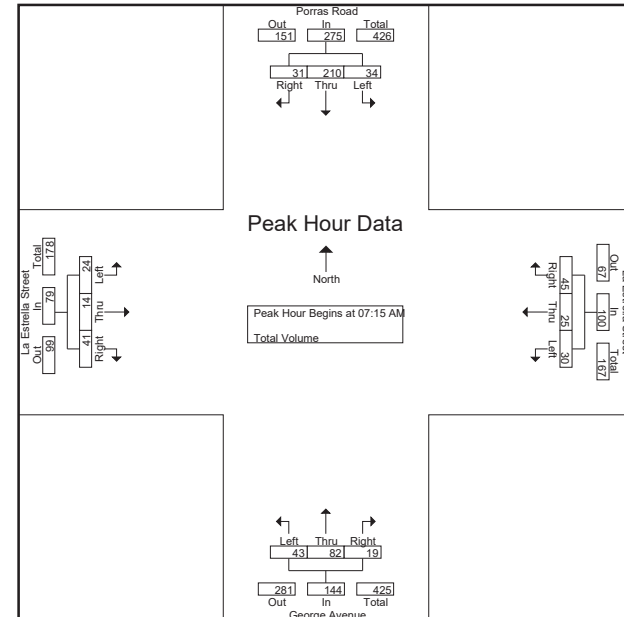 Porras Road
Out In Total
151 275 426
31 210 34
Right Thru Left
Peak Hour Data
North
Peak Hour Begins at 07:15 AM
Total Volume
La Estrella Street
Total In Out
178 79 99
24 14 41
Left Thru Right
Right Thru Left
45 25 30
67 100 167
Out In Total
Left Thru Right
43 82 19
281 144 425
Out In Total
George Avenue